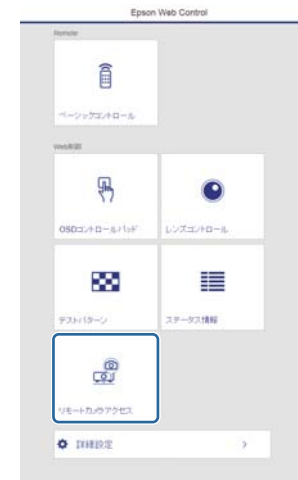 Epson Web Control
Remote
ベーシックコントロール
Web制御
OSDコントロールパッド
レンズコントロール
テストパターン
ステータス情報
リモートカメラアクセス
詳細設定